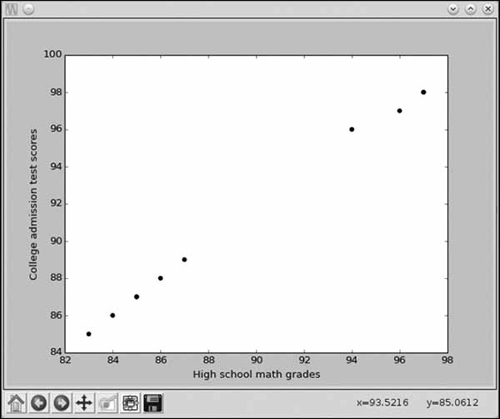 100
98
96
94
92
90
88
86
84
82 84 86 88 90 92 94 96 98
College admission test scores
High school math grades
x=93.5216 y=85.0612